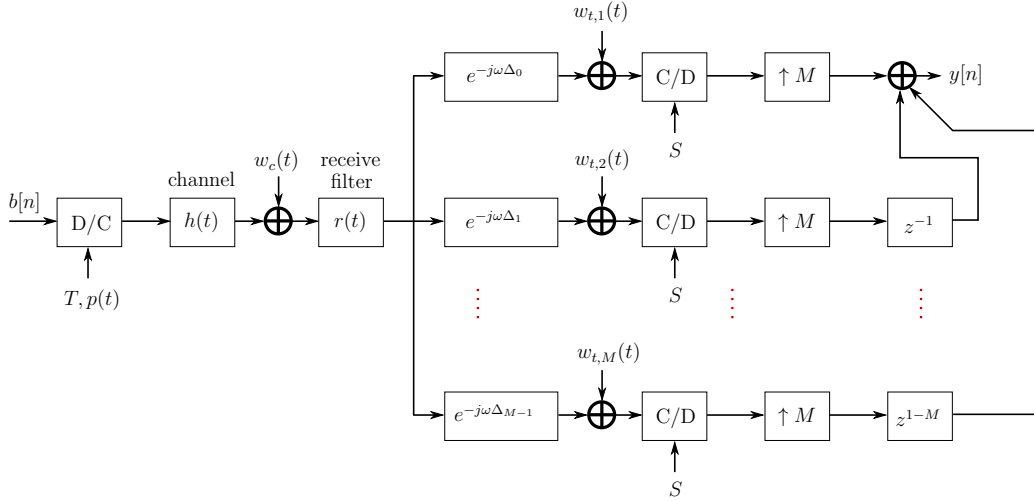 w_{t,1}(t)
e^{-jωΔ_0}
C/D
↑ M
y[n]
S
w_c(t)
receive
filter
channel
w_{t,2}(t)
b[n]
D/C
h(t)
r(t)
e^{-jωΔ_1}
C/D
↑ M
z^{-1}
T, p(t)
S
w_{t,M}(t)
e^{-jωΔ_{M-1}}
C/D
↑ M
z^{1-M}
S